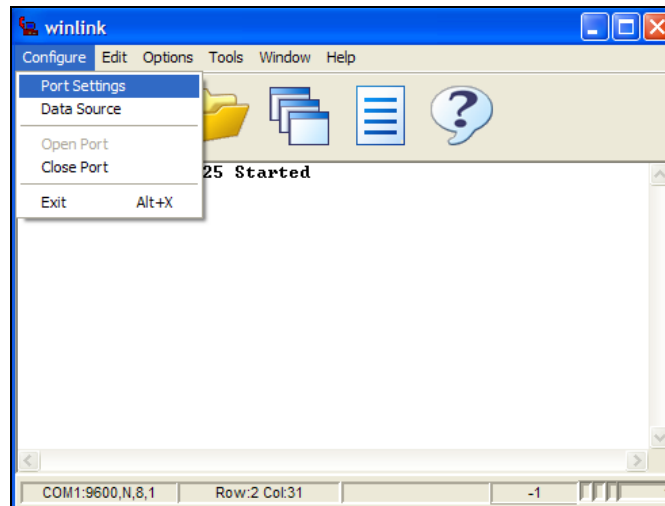 winlink
Configure Edit Options Tools Window Help
Port Settings
Data Source
Open Port
Close Port
Exit Alt+X
25 Started
COM1:9600,N,8,1 Row:2 Col:31 -1